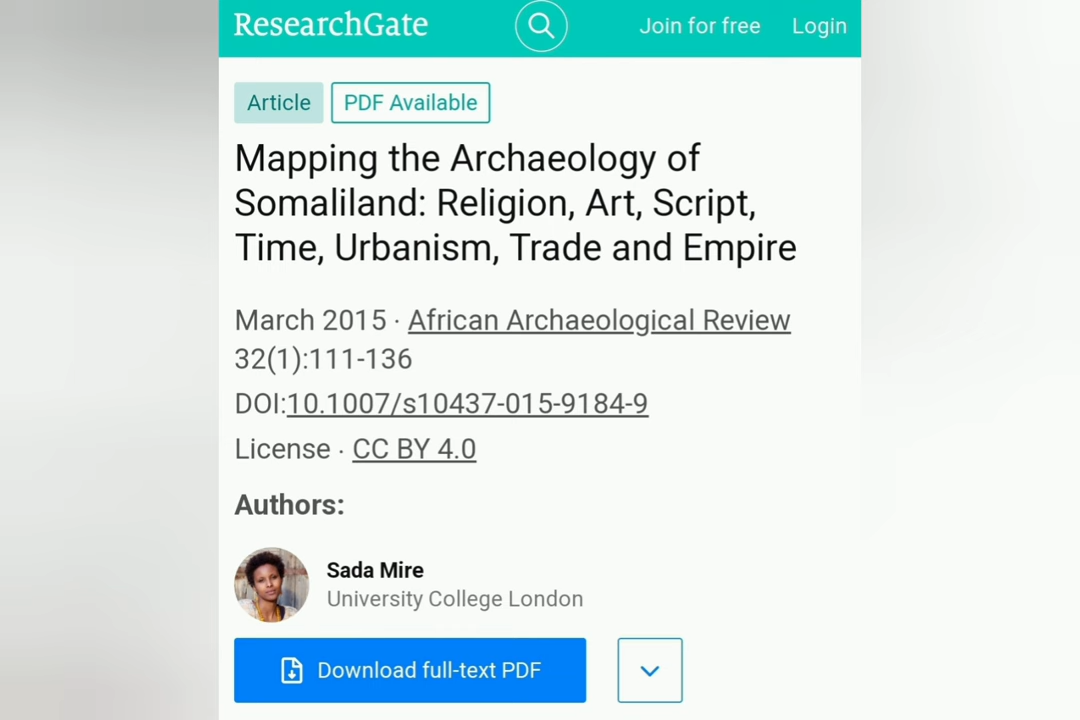 ResearchGate
Join for free
Login
Article
PDF Available
Mapping the Archaeology of
Somaliland: Religion, Art, Script,
Time, Urbanism, Trade and Empire
March 2015 · African Archaeological Review
32(1):111-136
DOI:10.1007/s10437-015-9184-9
License · CC BY 4.0
Authors:
Sada Mire
University College London
Download full-text PDF